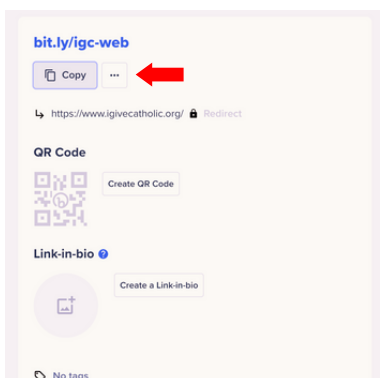 bit.ly/igc-web
Copy ...
https://www.igivecatholic.org/ Redirect
QR Code
Create QR Code
Link-in-bio ?
Create a Link-in-bio
No tags